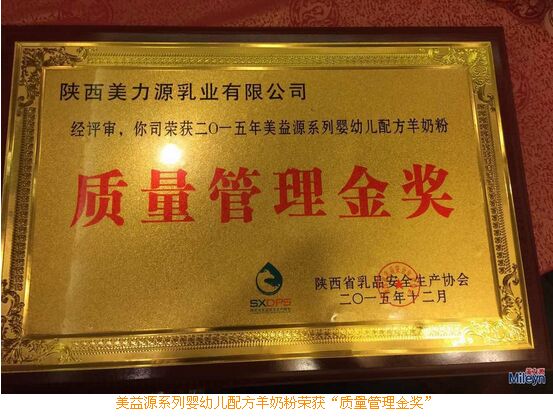 陕西美力源乳业有限公司
经评审，你司荣获二〇一五年美益源系列婴幼儿配方羊奶粉
质量管理金奖
SXDPS
陕西省乳品安全生产协会
二〇一五年十二月
美力源
Mileyn
美益源系列婴幼儿配方羊奶粉荣获“质量管理金奖”